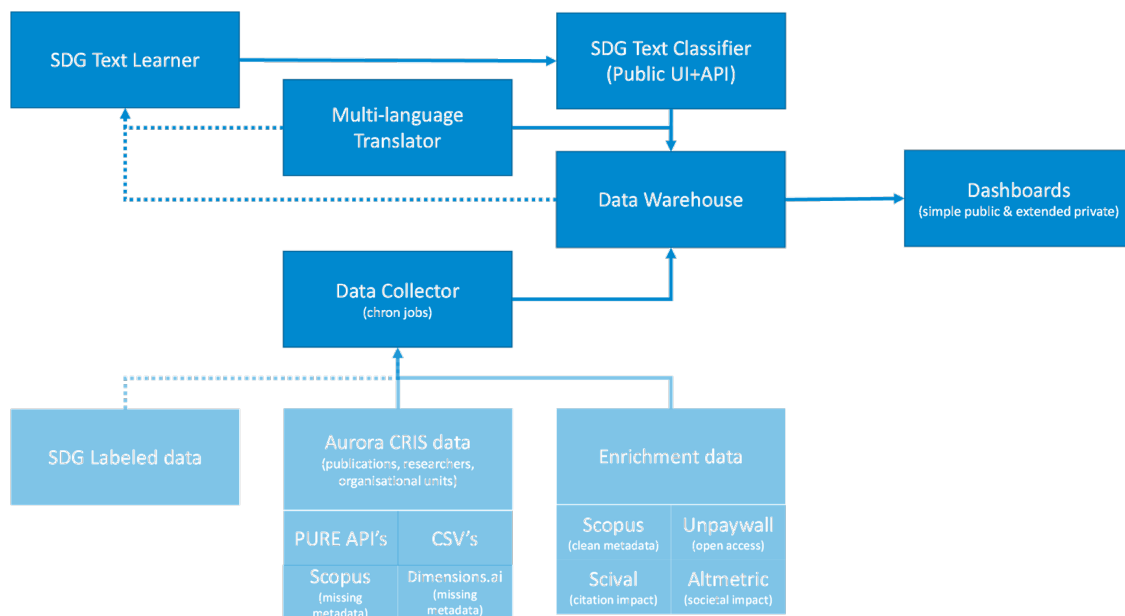 SDG Text Learner
SDG Text Classifier
(Public UI+API)
Multi-language
Translator
Data Warehouse
Dashboards
(simple public & extended private)
Data Collector
(chron jobs)
SDG Labeled data
Aurora CRIS data
(publications, researchers,
organisational units)
Enrichment data
PURE API's
CSV's
Scopus
(missing
metadata)
Dimensions.ai
(missing
metadata)
Scopus
(clean metadata)
Unpaywall
(open access)
Scival
(citation impact)
Altmetric
(societal impact)